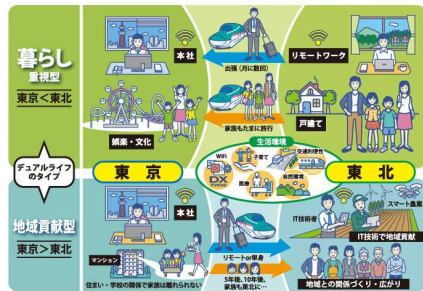 暮らし
重視型
東京<東北
本社
出張(月に数回)
リモートワーク
娯楽・文化
家族もたまに旅行
戸建て
デュアルライフ
のタイプ
東京
生活環境
WiFi
子育て
交通利便性
医療
自然環境
東北
地域貢献型
東京>東北
本社
マンション
住まい・学校の関係で家族は離れられない
リモートor単身
5年後、10年後、
家族も東北に…
IT技術者
スマート農業
IT技術で地域貢献
地域との関係づくり・広がり